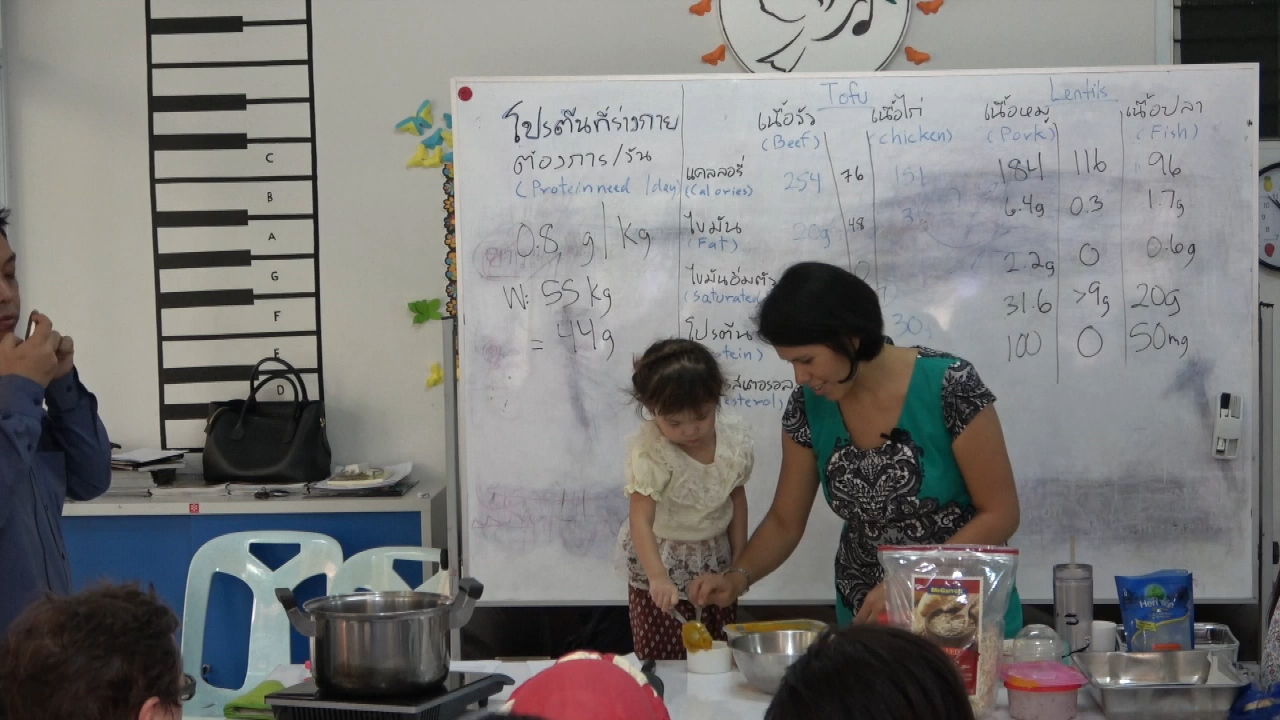 Tofu
Lentils
โปรตีนที่ร่างกาย
ต้องการ/วัน
(Protein need /day)
0.8 g/kg
W: 55 kg
= 44g
เนื้อวัว
เนื้อไก่
เนื้อหมู
เนื้อปลา
(Beef)
(chicken)
(Pork)
(Fish)
แคลลอรี่
(Calories)
254
76
151
184
116
96
ไขมัน
(Fat)
20g
48
3
6.4g
0.3
1.7g
ไขมันอิ่มตัว
(Saturated
2.2g
0
0.6g
โปรตีน
30g
31.6
>9g
20g
100
0
50mg
C
B
A
G
F
E
D